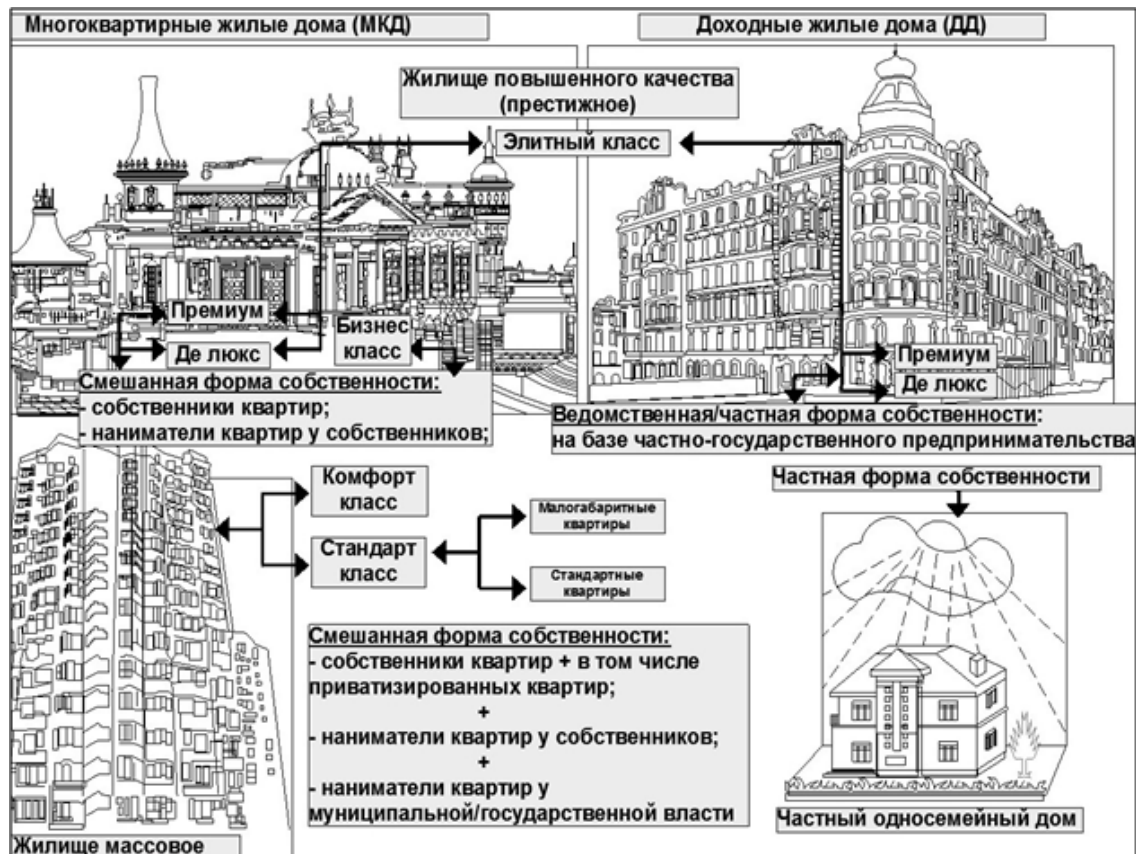 Многоквартирные жилые дома (МКД)
Доходные жилые дома (ДД)
Жилище повышенного качества
(престижное)
Элитный класс
Премиум
Де люкс
Бизнес
класс
Смешанная форма собственности:
- собственники квартир;
- наниматели квартир у собственников;
Премиум
Де люкс
Ведомственная/частная форма собственности:
на базе частно-государственного предпринимательства
Комфорт
класс
Стандарт
класс
Малогабаритные
квартиры
Стандартные
квартиры
Смешанная форма собственности:
- собственники квартир + в том числе
приватизированных квартир;
+
- наниматели квартир у собственников;
+
- наниматели квартир у
муниципальной/государственной власти
Жилище массовое
Частная форма собственности
Частный односемейный дом